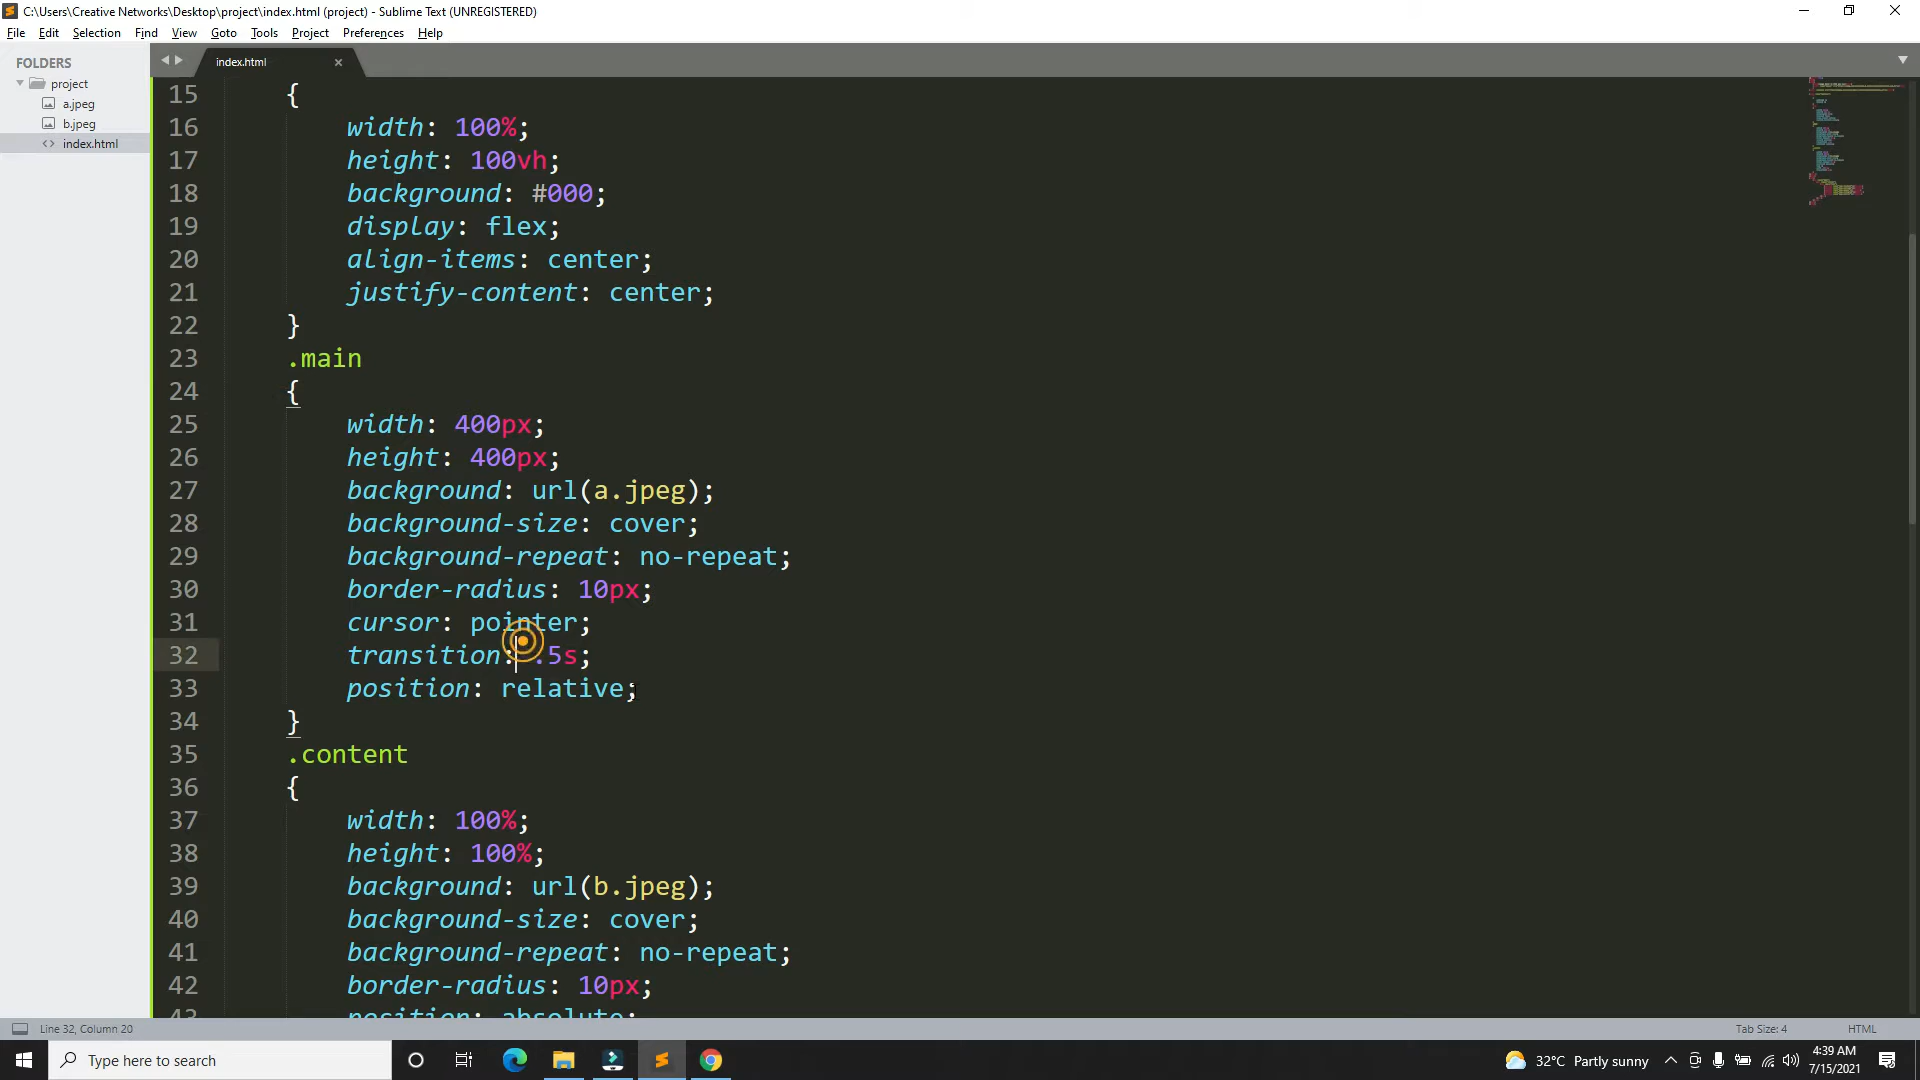 C:\Users\Creative Networks\Desktop\project\index.html (project) - Sublime Text (UNREGISTERED)
File Edit Selection Find View Goto Tools Project Preferences Help
FOLDERS
project
a.jpeg
b.jpeg
index.html
index.html
15 {
16 width: 100%;
17 height: 100vh;
18 background: #000;
19 display: flex;
20 align-items: center;
21 justify-content: center;
22 }
23 .main
24 {
25 width: 400px;
26 height: 400px;
27 background: url(a.jpeg);
28 background-size: cover;
29 background-repeat: no-repeat;
30 border-radius: 10px;
31 cursor: pointer;
32 transition: .5s;
33 position: relative;
34 }
35 .content
36 {
37 width: 100%;
38 height: 100%;
39 background: url(b.jpeg);
40 background-size: cover;
41 background-repeat: no-repeat;
42 border-radius: 10px;
43 position: absolute;
Line 32, Column 20
Tab Size: 4
HTML
Type here to search
32°C Partly sunny
4:39 AM
7/15/2021